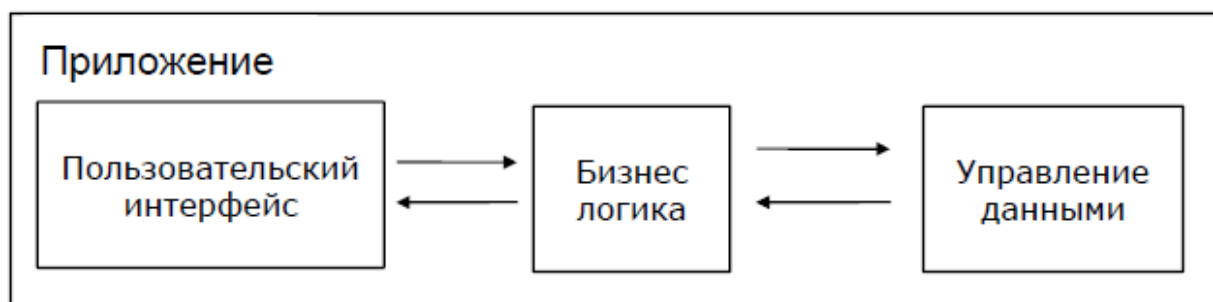 Приложение
Пользовательский
интерфейс
Бизнес
логика
Управление
данными